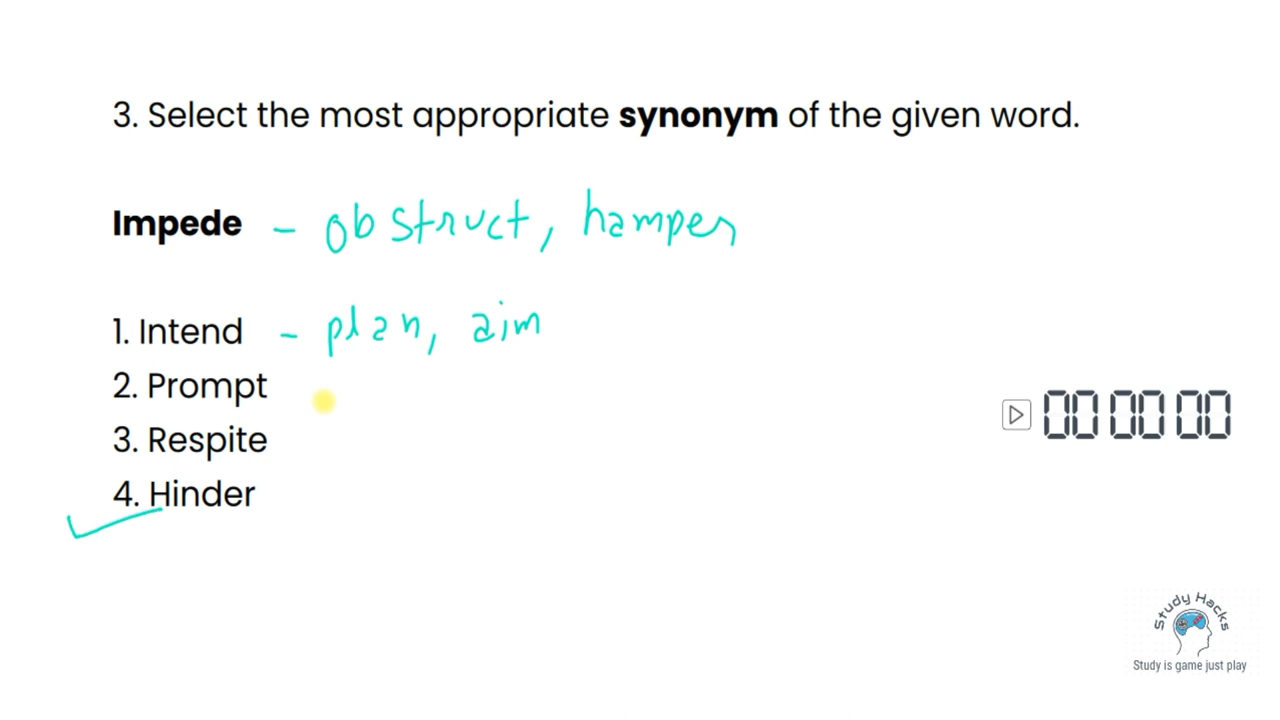 3. Select the most appropriate synonym of the given word.
Impede - obstruct, hamper
1. Intend - plan, aim
2. Prompt
3. Respite
00 00 00
4. Hinder
Study Hacks
Study is game just play